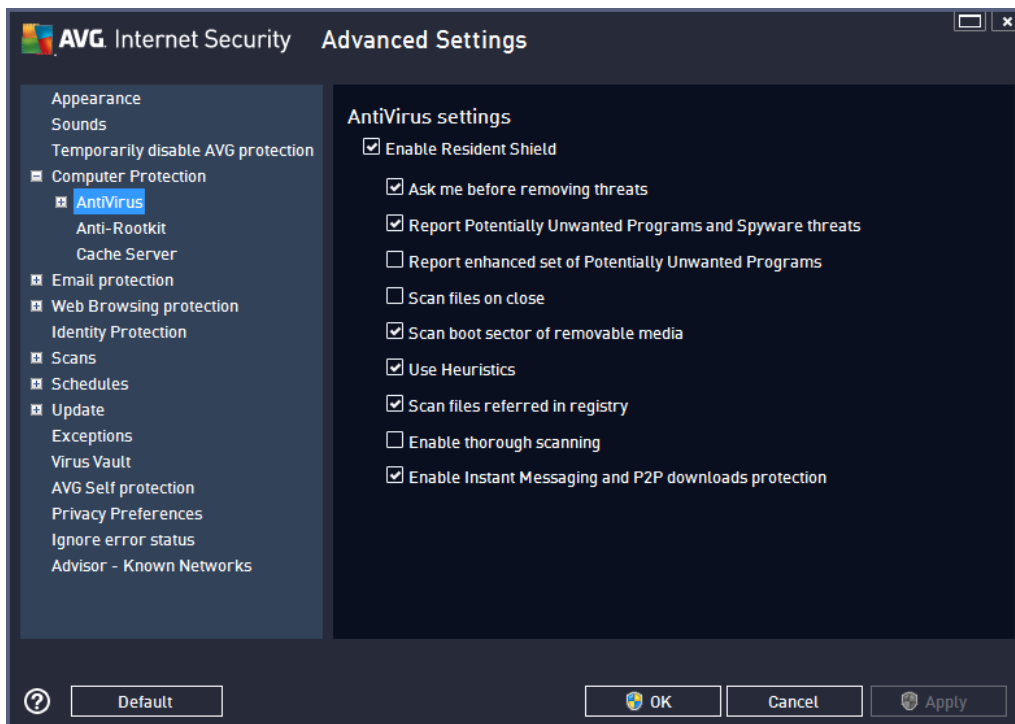 AVG. Internet Security Advanced Settings
Appearance
Sounds
Temporarily disable AVG protection
Computer Protection
AntiVirus
Anti-Rootkit
Cache Server
Email protection
Web Browsing protection
Identity Protection
Scans
Schedules
Update
Exceptions
Virus Vault
AVG Self protection
Privacy Preferences
Ignore error status
Advisor - Known Networks
AntiVirus settings
Enable Resident Shield
Ask me before removing threats
Report Potentially Unwanted Programs and Spyware threats
Report enhanced set of Potentially Unwanted Programs
Scan files on close
Scan boot sector of removable media
Use Heuristics
Scan files referred in registry
Enable thorough scanning
Enable Instant Messaging and P2P downloads protection
Default
OK
Cancel
Apply